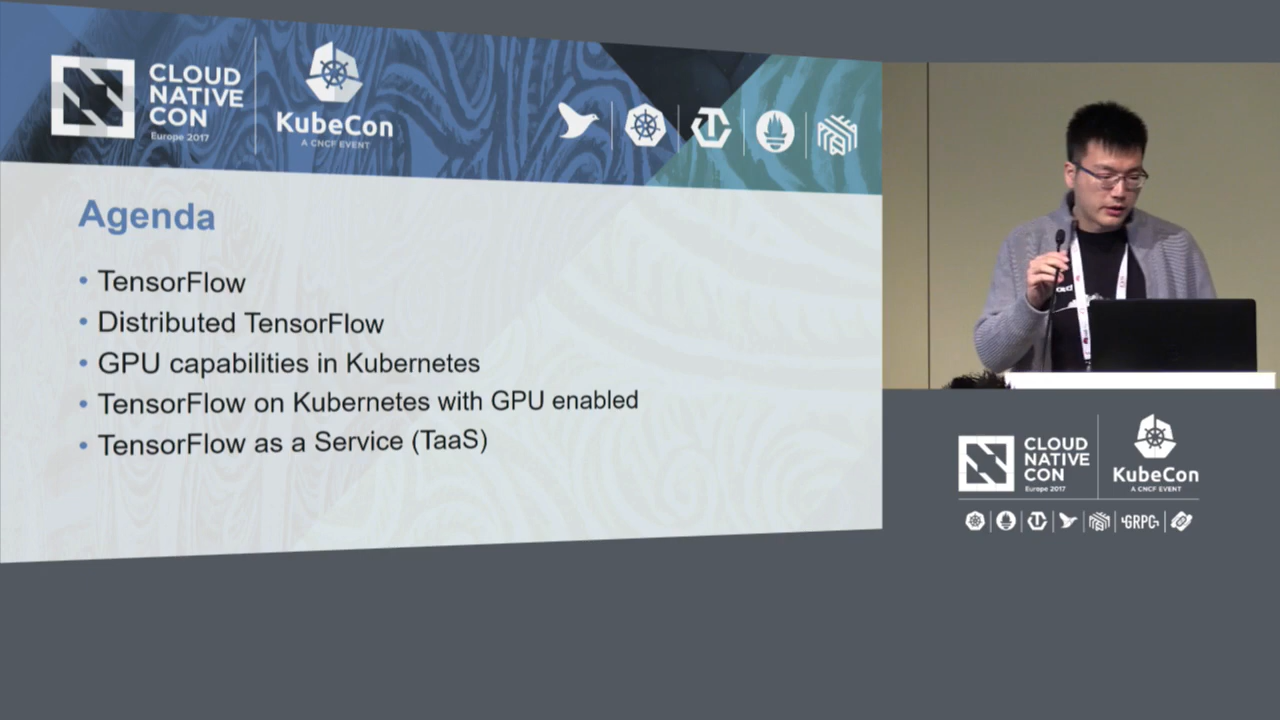 CLOUD
NATIVE
CON
Europe 2017
KubeCon
A CNCF EVENT
Agenda
• TensorFlow
• Distributed TensorFlow
• GPU capabilities in Kubernetes
• TensorFlow on Kubernetes with GPU enabled
• TensorFlow as a Service (TaaS)
CLOUD
NATIVE
CON
Europe 2017
KubeCon
A CNCF EVENT
GRPC